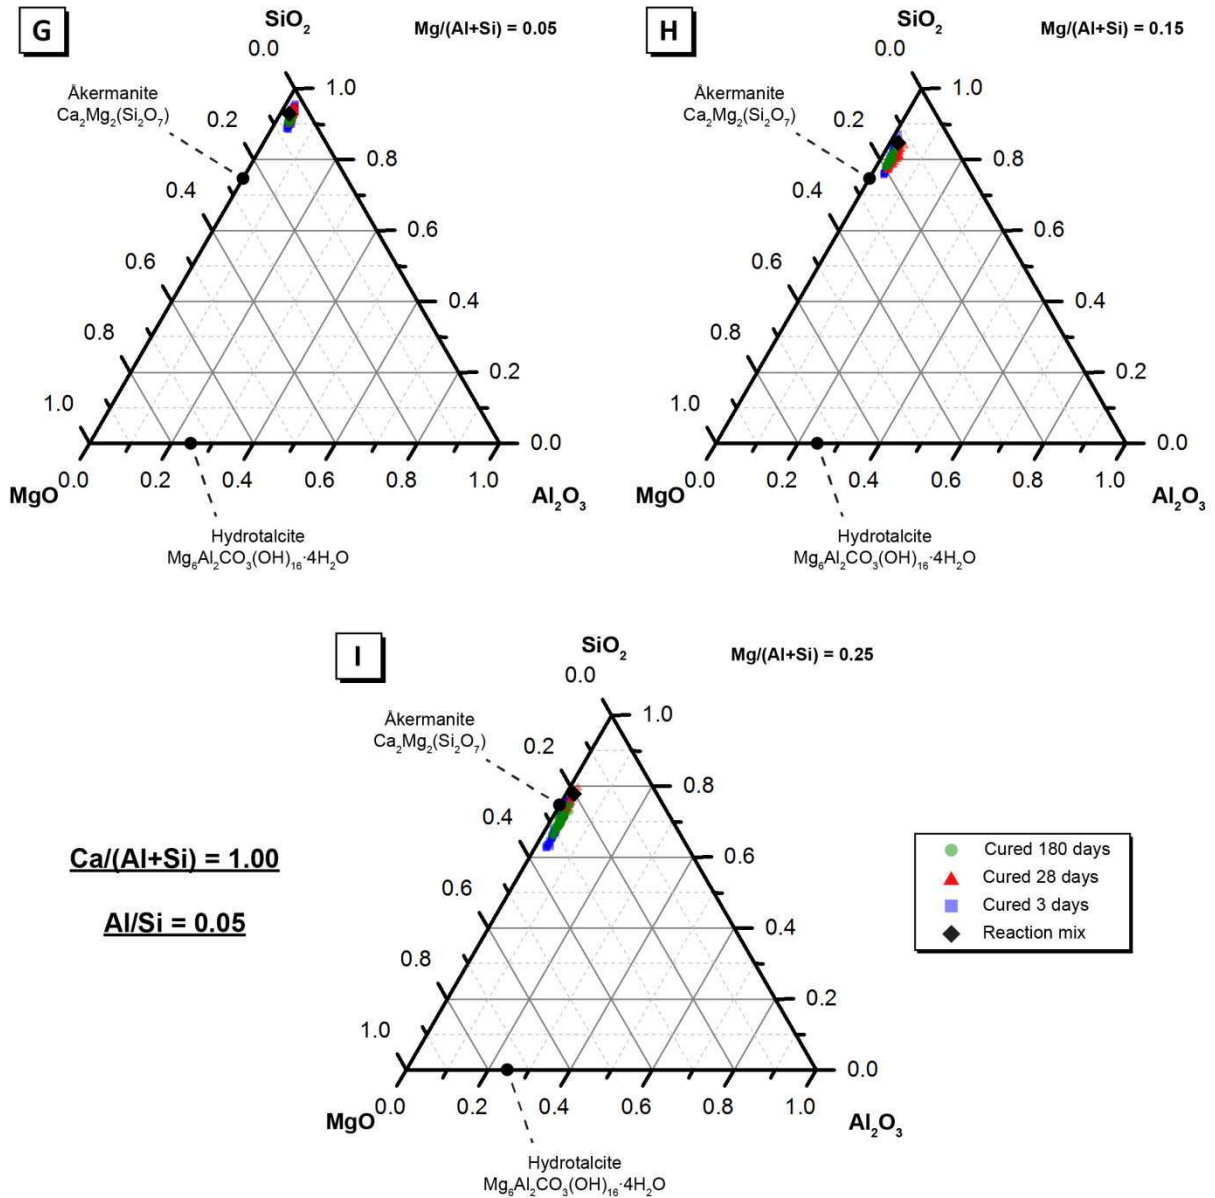 G
SiO₂
Mg/(Al+Si) = 0.05
0.0
Åkermanite
Ca₂Mg₂(Si₂O₇)
1.0
0.2
0.8
0.4
0.6
0.6
0.4
0.8
0.2
1.0
0.0
0.0 0.2 0.4 0.6 0.8 1.0
MgO
Al₂O₃
Hydrotalcite
Mg₆Al₂CO₃(OH)₁₆·4H₂O
H
SiO₂
Mg/(Al+Si) = 0.15
0.0
Åkermanite
Ca₂Mg₂(Si₂O₇)
1.0
0.2
0.8
0.4
0.6
0.6
0.4
0.8
0.2
1.0
0.0
0.0 0.2 0.4 0.6 0.8 1.0
MgO
Al₂O₃
Hydrotalcite
Mg₆Al₂CO₃(OH)₁₆·4H₂O
I
SiO₂
Mg/(Al+Si) = 0.25
0.0
Åkermanite
Ca₂Mg₂(Si₂O₇)
1.0
0.2
0.8
0.4
0.6
0.6
0.4
0.8
0.2
1.0
0.0
0.0 0.2 0.4 0.6 0.8 1.0
MgO
Al₂O₃
Hydrotalcite
Mg₆Al₂CO₃(OH)₁₆·4H₂O
Ca/(Al+Si) = 1.00
Al/Si = 0.05
Cured 180 days
Cured 28 days
Cured 3 days
Reaction mix